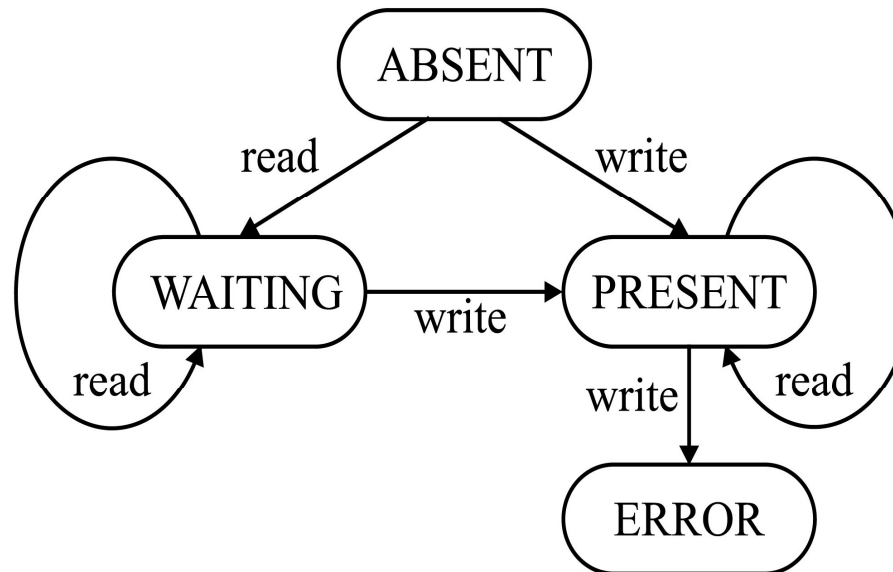 ABSENT
read
write
WAITING
write
PRESENT
read
write
read
ERROR